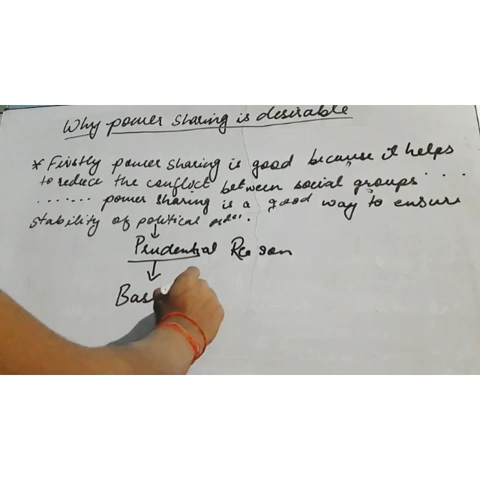 Why power sharing is desirable
* Firstly power sharing is good because it helps
to reduce the conflict between social groups ...
....... power sharing is a good way to ensure
stability of political order.
Prudential Reason
Bas